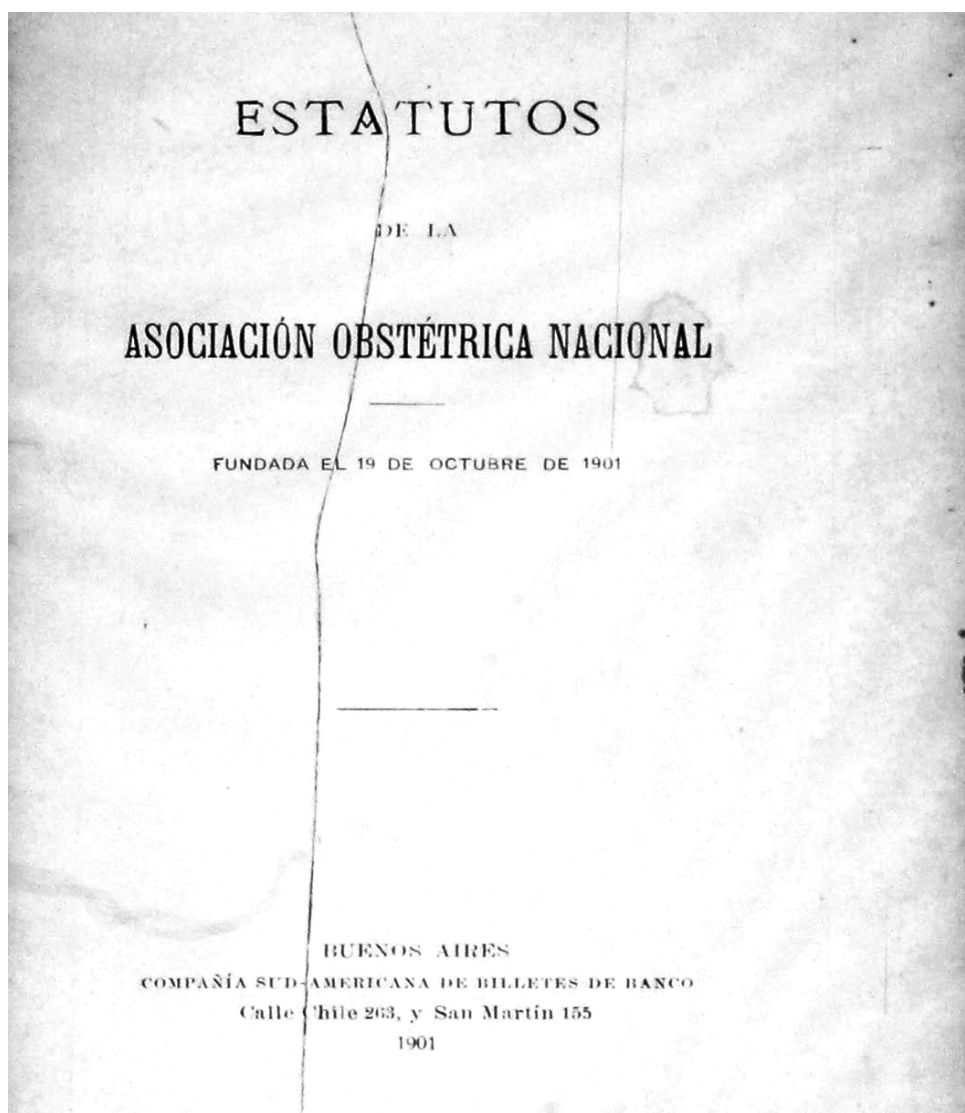 ESTATUTOS
DE LA
ASOCIACIÓN OBSTÉTRICA NACIONAL
FUNDADA EL 19 DE OCTUBRE DE 1901
BUENOS AIRES
COMPAÑÍA SUD-AMERICANA DE BILLETES DE BANCO
Calle Chile 263, y San Martín 155
1901